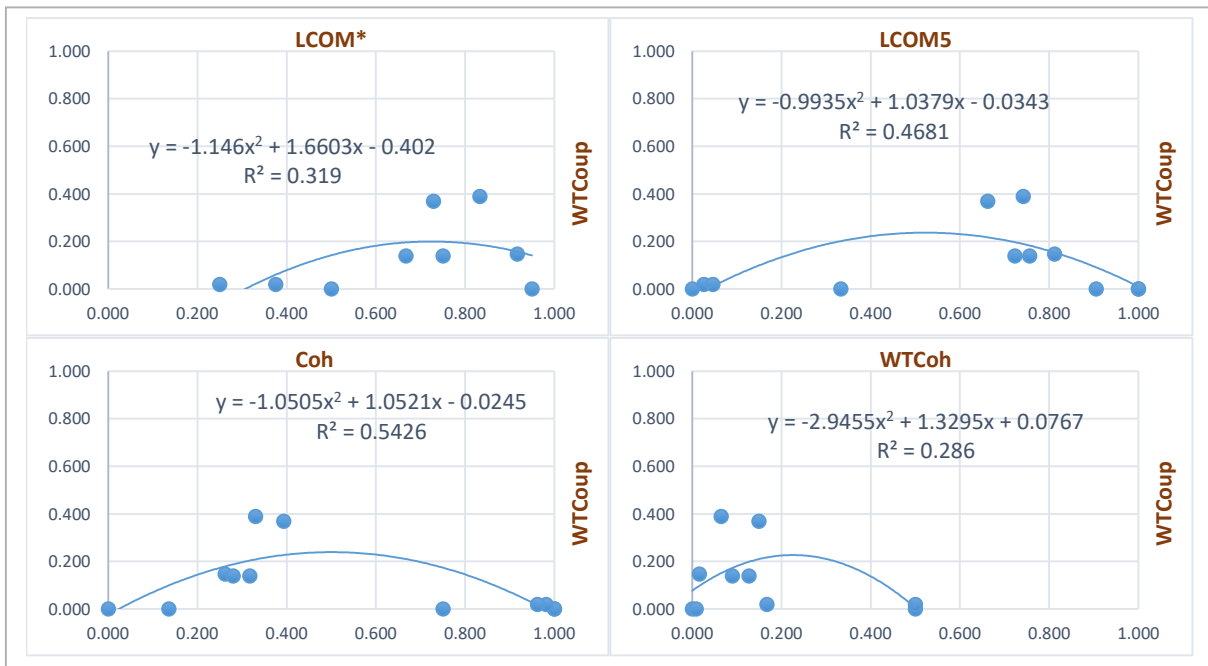 LCOM*
1.000
0.800
0.600
0.400
0.200
0.000
y = -1.146x² + 1.6603x - 0.402
R² = 0.319
0.000 0.200 0.400 0.600 0.800 1.000
WTCoup
LCOM5
1.000
0.800
0.600
0.400
0.200
0.000
y = -0.9935x² + 1.0379x - 0.0343
R² = 0.4681
0.000 0.200 0.400 0.600 0.800 1.000
WTCoup
Coh
1.000
0.800
0.600
0.400
0.200
0.000
y = -1.0505x² + 1.0521x - 0.0245
R² = 0.5426
0.000 0.200 0.400 0.600 0.800 1.000
WTCoup
WTCoh
1.000
0.800
0.600
0.400
0.200
0.000
y = -2.9455x² + 1.3295x + 0.0767
R² = 0.286
0.000 0.200 0.400 0.600 0.800 1.000
WTCoup